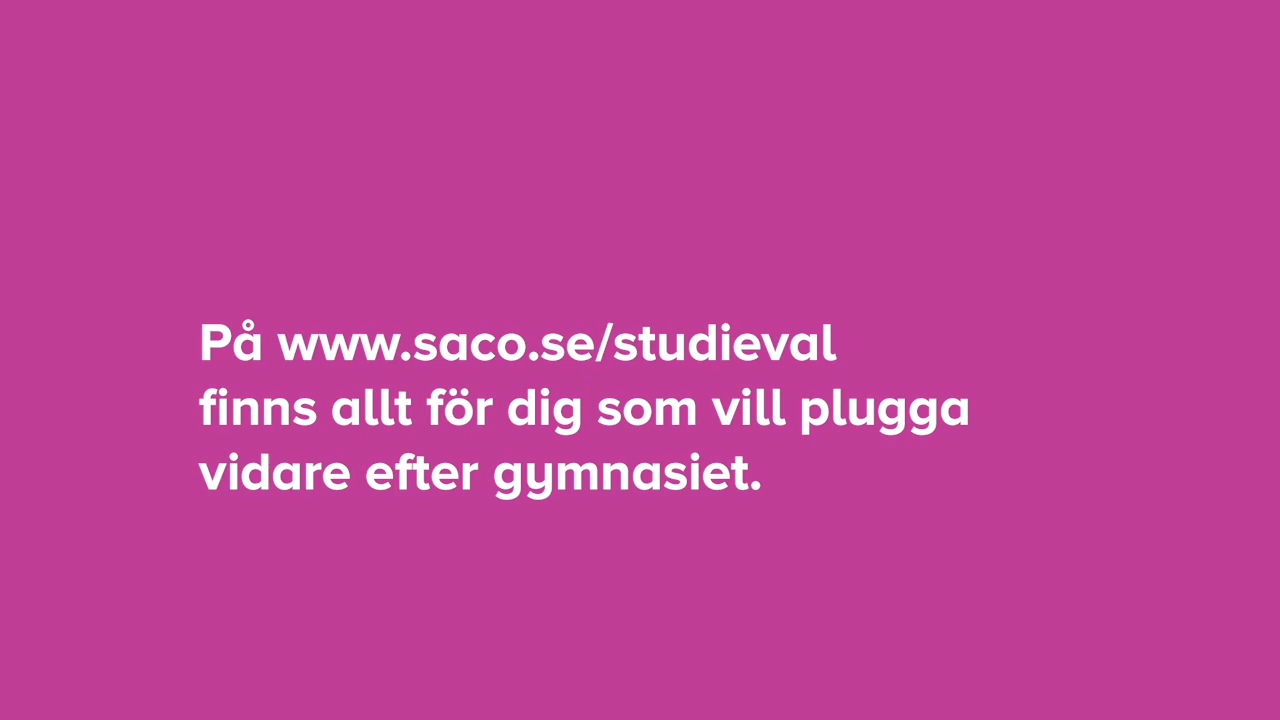 På www.saco.se/studieval
finns allt för dig som vill plugga
vidare efter gymnasiet.